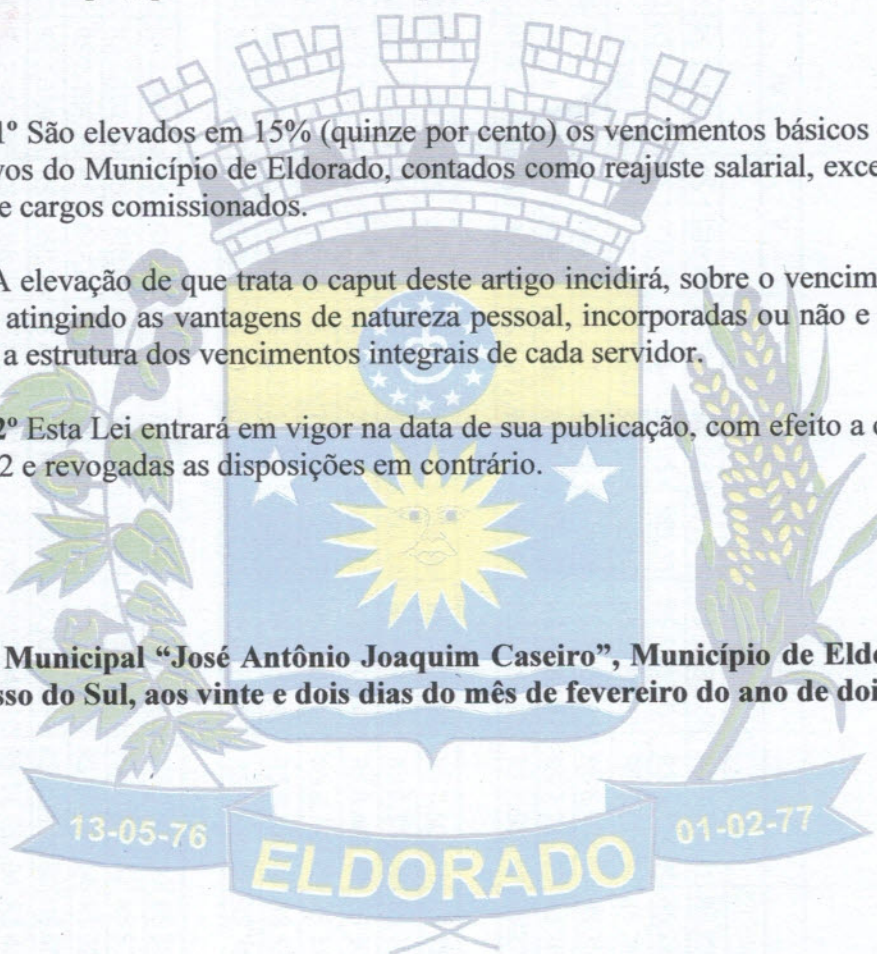 1º São elevados em 15% (quinze por cento) os vencimentos básicos
vos do Município de Eldorado, contados como reajuste salarial, exce
e cargos comissionados.
A elevação de que trata o caput deste artigo incidirá, sobre o vencim
atingindo as vantagens de natureza pessoal, incorporadas ou não e
a estrutura dos vencimentos integrais de cada servidor.
2º Esta Lei entrará em vigor na data de sua publicação, com efeito a
2 e revogadas as disposições em contrário.
Municipal “José Antônio Joaquim Caseiro”, Município de Eldo
sso do Sul, aos vinte e dois dias do mês de fevereiro do ano de doi
13-05-76
ELDORADO
01-02-77